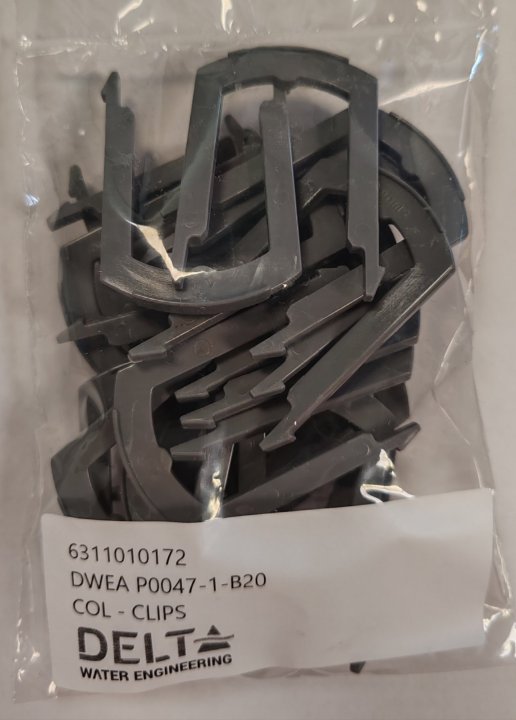 6311010172
DWEA P0047-1-B20
COL - CLIPS
DELTA
WATER ENGINEERING